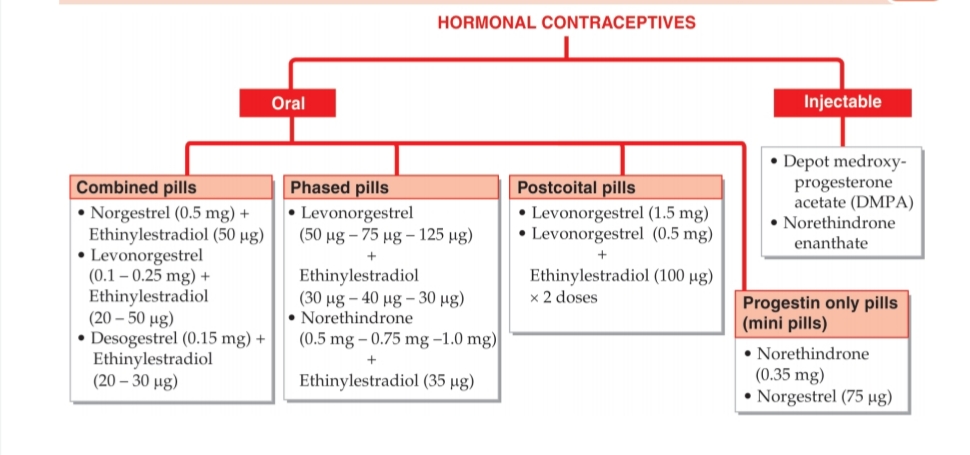 HORMONAL CONTRACEPTIVES
Oral
Injectable
• Depot medroxy-
progesterone
acetate (DMPA)
• Norethindrone
enanthate
Combined pills
• Norgestrel (0.5 mg) +
Ethinylestradiol (50 µg)
• Levonorgestrel
(0.1 – 0.25 mg) +
Ethinylestradiol
(20 – 50 µg)
• Desogestrel (0.15 mg) +
Ethinylestradiol
(20 – 30 µg)
Phased pills
• Levonorgestrel
(50 µg – 75 µg – 125 µg)
+
Ethinylestradiol
(30 µg – 40 µg – 30 µg)
• Norethindrone
(0.5 mg – 0.75 mg –1.0 mg)
+
Ethinylestradiol (35 µg)
Postcoital pills
• Levonorgestrel (1.5 mg)
• Levonorgestrel (0.5 mg)
+
Ethinylestradiol (100 µg)
× 2 doses
Progestin only pills
(mini pills)
• Norethindrone
(0.35 mg)
• Norgestrel (75 µg)